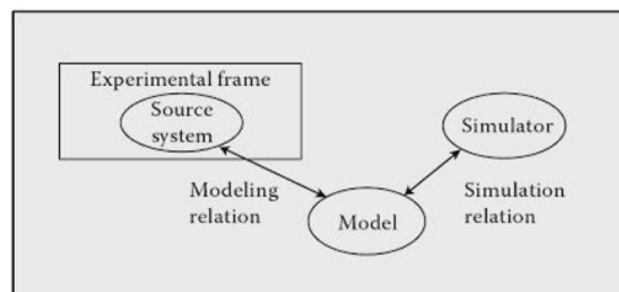 Experimental frame
Source
system
Simulator
Modeling
relation
Simulation
relation
Model